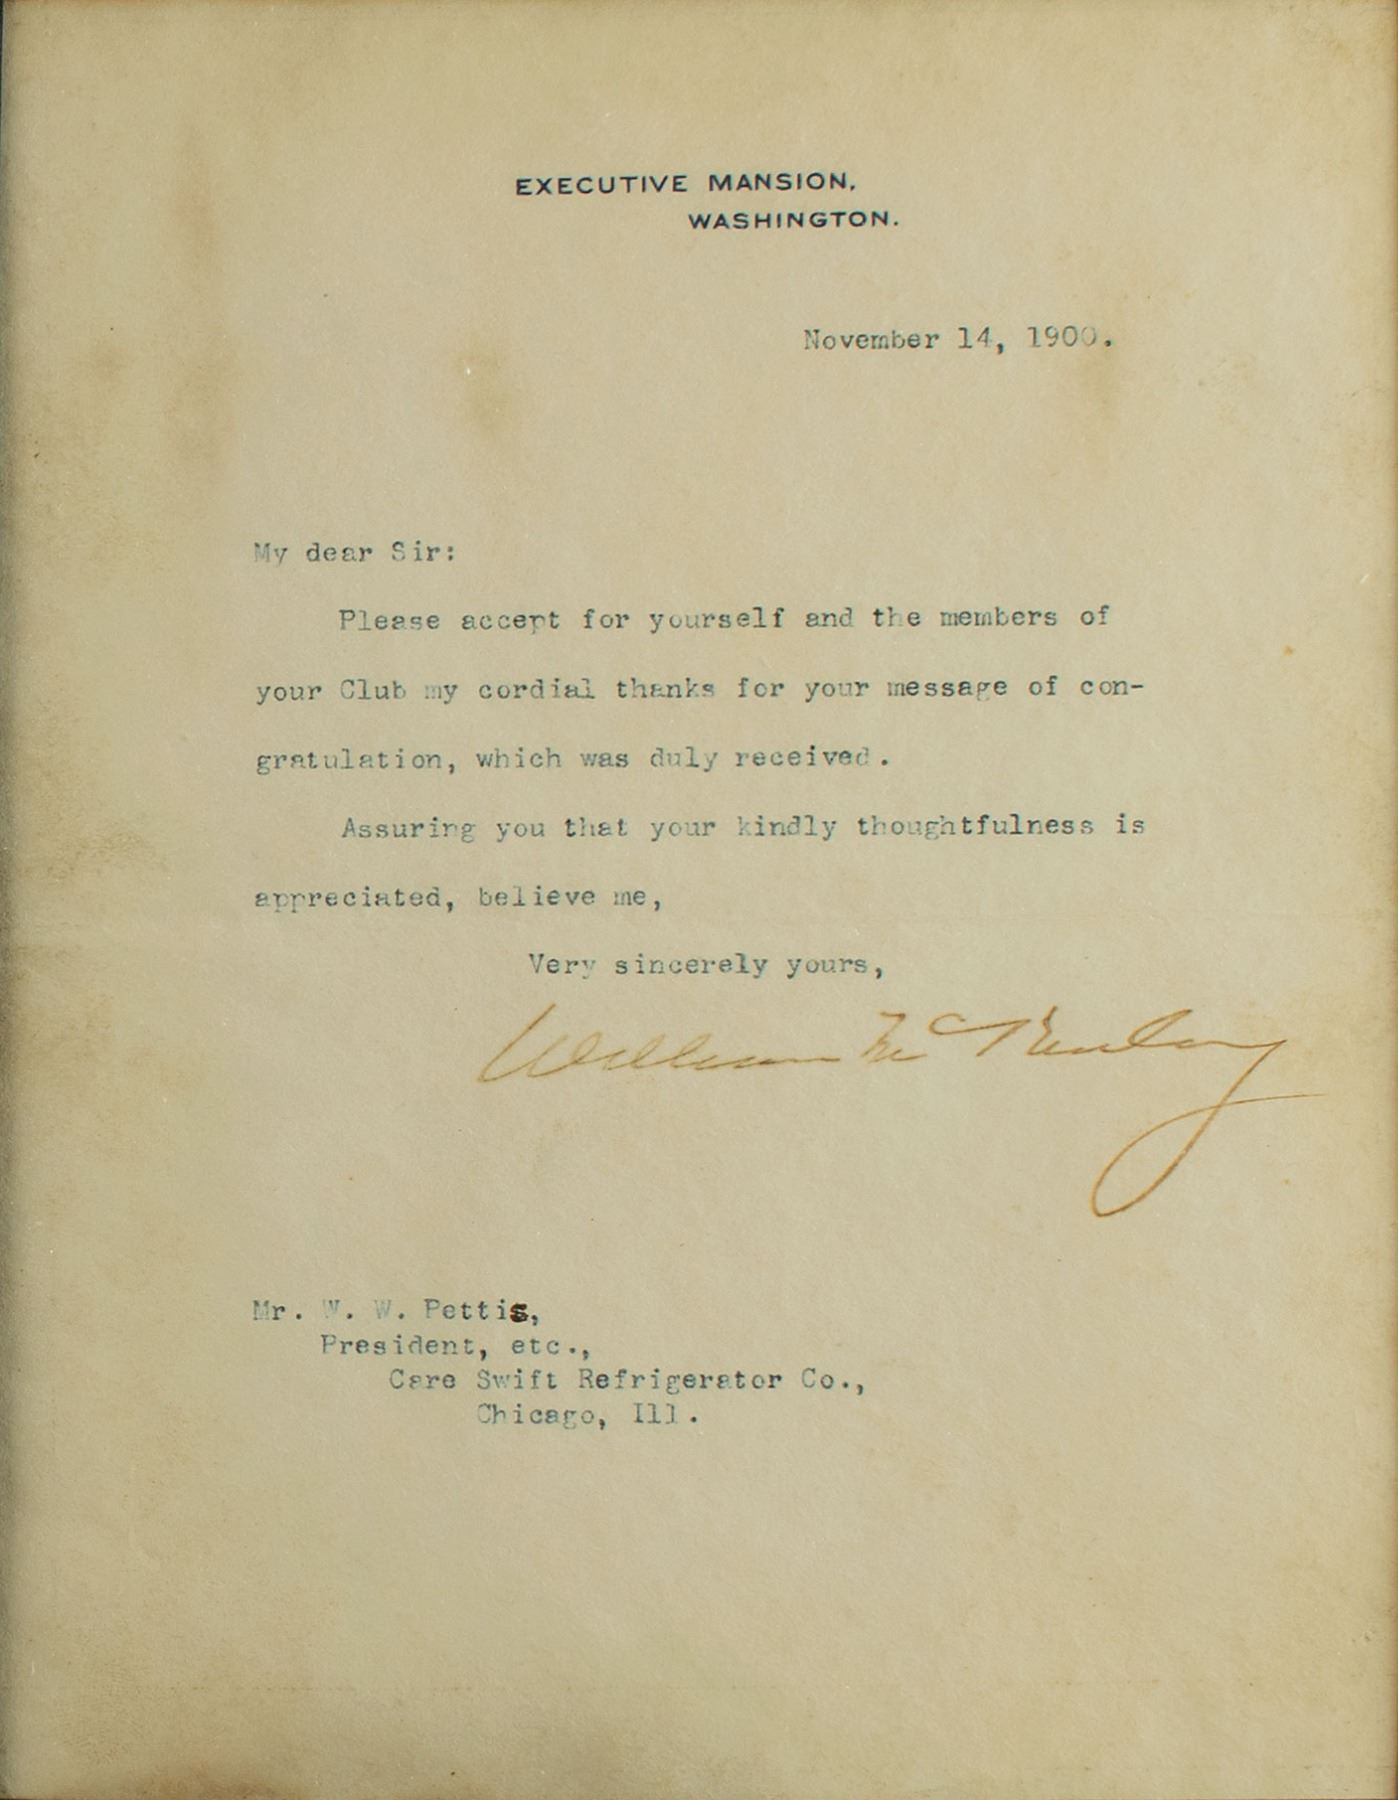 EXECUTIVE MANSION,
WASHINGTON.
November 14, 1900.
My dear Sir:
Please accept for yourself and the members of
your Club my cordial thanks for your message of con-
gratulation, which was duly received.
Assuring you that your kindly thoughtfulness is
appreciated, believe me,
Very sincerely yours,
William McKinley
Mr. W. W. Pettis,
President, etc.,
Care Swift Refrigerator Co.,
Chicago, Ill.